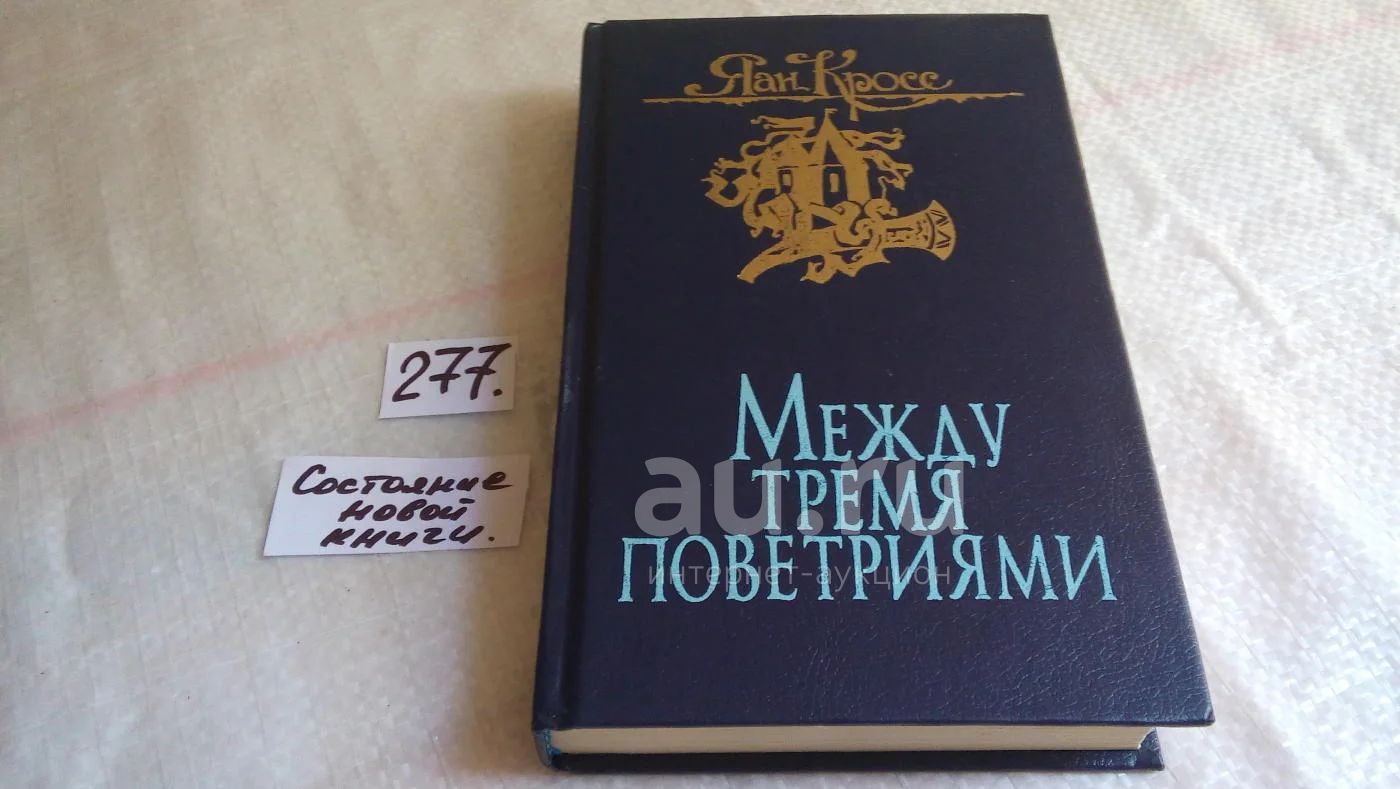 Яан Кросс
277.
Состояние
новой
книги.
Между
тремя
поветриями
au.ru
интернет-аукцион